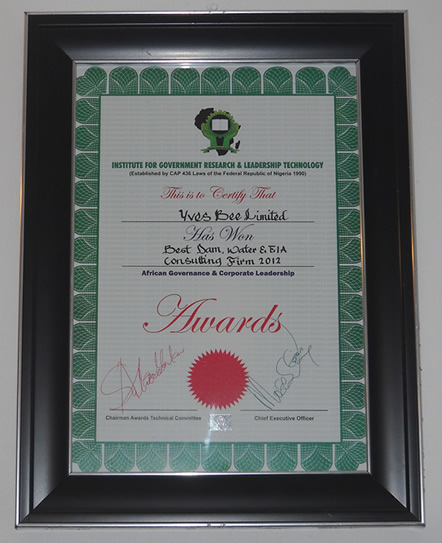 INSTITUTE FOR GOVERNMENT RESEARCH & LEADERSHIP TECHNOLOGY
(Established by CAP 436 Laws of the Federal Republic of Nigeria 1990)
This is to Certify That
Yves Bee Limited
Has Won
Best Dam, Water & EIA
Consulting Firm 2012
African Governance & Corporate Leadership
Awards
Chairman Awards Technical Committee
Chief Executive Officer